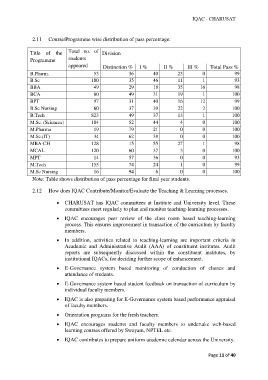 IQAC - CHARUSAT
2.11 Course/Programme wise distribution of pass percentage:
Title of the Programme Total no. of students appeared Division
Distinction % I % II % III % Total Pass %
B.Pharm 53 36 40 23 0 99
B.Sc 100 35 46 11 1 93
BBA 49 29 18 35 16 98
BCA 80 49 31 19 1 100
BPT 97 31 40 16 12 99
B.Sc Nursing 60 37 39 22 2 100
B.Tech 823 49 37 13 1 100
M.Sc. (Sciences) 104 52 44 4 0 100
M.Pharma 19 79 21 0 0 100
M.Sc (IT) 34 62 38 0 0 100
MBA-CH 128 15 55 27 1 98
MCAL 120 60 37 3 0 100
MPT 14 57 36 0 0 93
M.Tech 155 74 24 1 0 99
M.Sc Nursing 16 94 6 0 0 100
Note: Table shows distribution of pass percentage for final year students.
2.12 How does IQAC Contribute/Monitor/Evaluate the Teaching & Learning processes.
• CHARUSAT has IQAC committees at Institute and University level. These
committees meet regularly to plan and monitor teaching-learning processes.
• IQAC encourages peer review of the class room based teaching-learning
process. This ensures improvement in transaction of the curriculum by faculty
members.
• In addition, activities related to teaching-learning are important criteria in
Academic and Administrative Audit (AAA) of constituent institutes. Audit
reports are subsequently discussed within the constituent institutes, by
institutional IQACs, for deciding further scope of enhancement.
• E-Governance system based monitoring of conduction of classes and
attendance of students.
• E-Governance system based student feedback on transaction of curriculum by
individual faculty members.
• IQAC is also preparing for E-Governance system based performance appraisal
of faculty members.
• Orientation programs for the fresh teachers.
• IQAC encourages students and faculty members to undertake web-based
learning courses offered by Swayam, NPTEL etc.
• IQAC contributes to prepare uniform academic calendar across the University.
Page 13 of 40